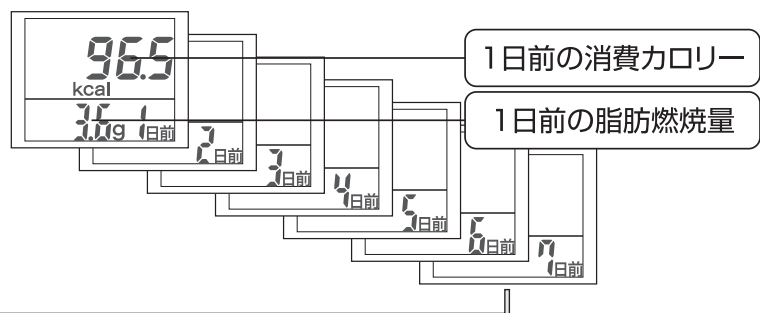 96.5
kcal
3.6g 1日前
2日前
3日前
4日前
5日前
6日前
7日前
1日前の消費カロリー
1日前の脂肪燃焼量